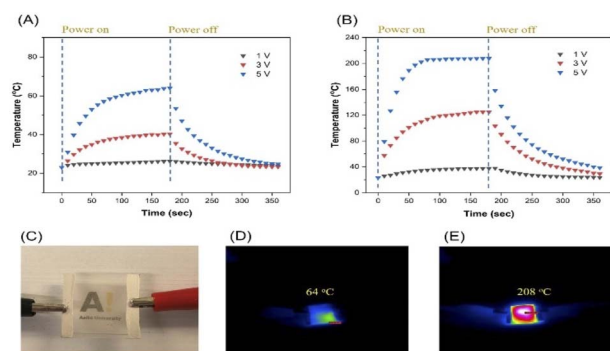 (A)
Power on
Power off
1 V
3 V
5 V
Temperature (°C)
80
60
40
20
0
50
100
150
200
250
300
350
Time (sec)
(B)
Power on
Power off
1 V
3 V
5 V
Temperature (°C)
240
200
160
120
80
40
0
0
50
100
150
200
250
300
350
Time (sec)
(C)
A!
Aalto University
(D)
64 °C
(E)
208 °C